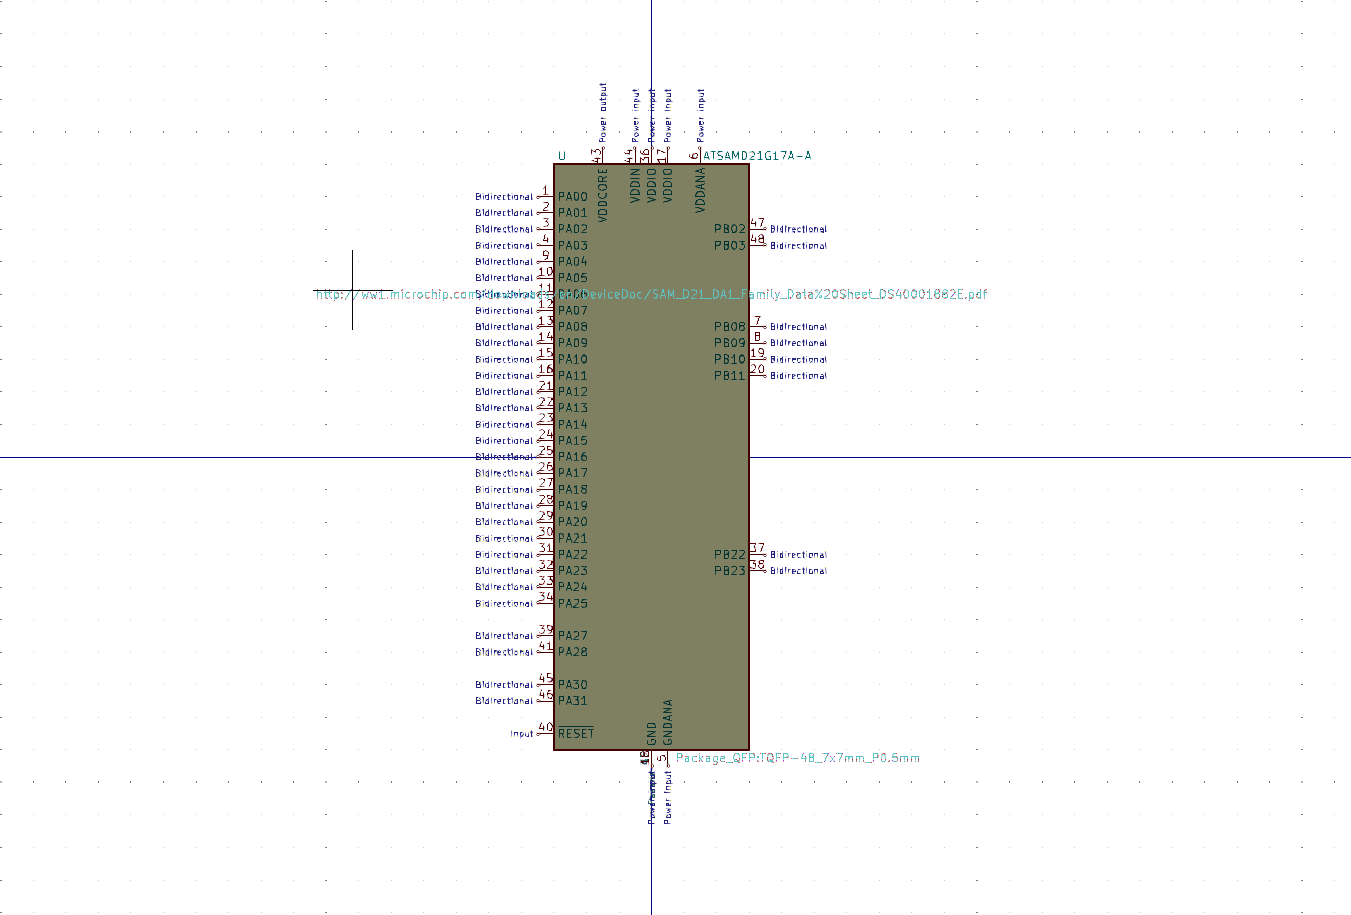 Power output
Power input
Power input
Power input
Power input
43
44
36
17
6
U
ATSAMD21G17A-A
VDDCORE
VDDIN
VDDIO
VDDIO
VDDANA
Bidirectional 1 PA00
Bidirectional 2 PA01
Bidirectional 3 PA02 PB02 47 Bidirectional
Bidirectional 4 PA03 PB03 48 Bidirectional
Bidirectional 9 PA04
Bidirectional 10 PA05
11
http://ww1.microchip.com/ DeviceDoc/SAM_D21_DA1_Family_Data%20Sheet_DS40001882E.pdf
Bidirectional 12 PA07
Bidirectional 13 PA08 PB08 7 Bidirectional
Bidirectional 14 PA09 PB09 8 Bidirectional
Bidirectional 15 PA10 PB10 19 Bidirectional
Bidirectional 16 PA11 PB11 20 Bidirectional
Bidirectional 21 PA12
Bidirectional 22 PA13
Bidirectional 23 PA14
Bidirectional 24 PA15
Bidirectional 25 PA16
Bidirectional 26 PA17
Bidirectional 27 PA18
Bidirectional 28 PA19
Bidirectional 29 PA20
Bidirectional 30 PA21
Bidirectional 31 PA22 PB22 37 Bidirectional
Bidirectional 32 PA23 PB23 38 Bidirectional
Bidirectional 33 PA24
Bidirectional 34 PA25
Bidirectional 39 PA27
Bidirectional 41 PA28
Bidirectional 45 PA30
Bidirectional 46 PA31
Input 40 RESET
GND
GNDANA
5
Package_QFP:TQFP-48_7x7mm_P0.5mm
Power input